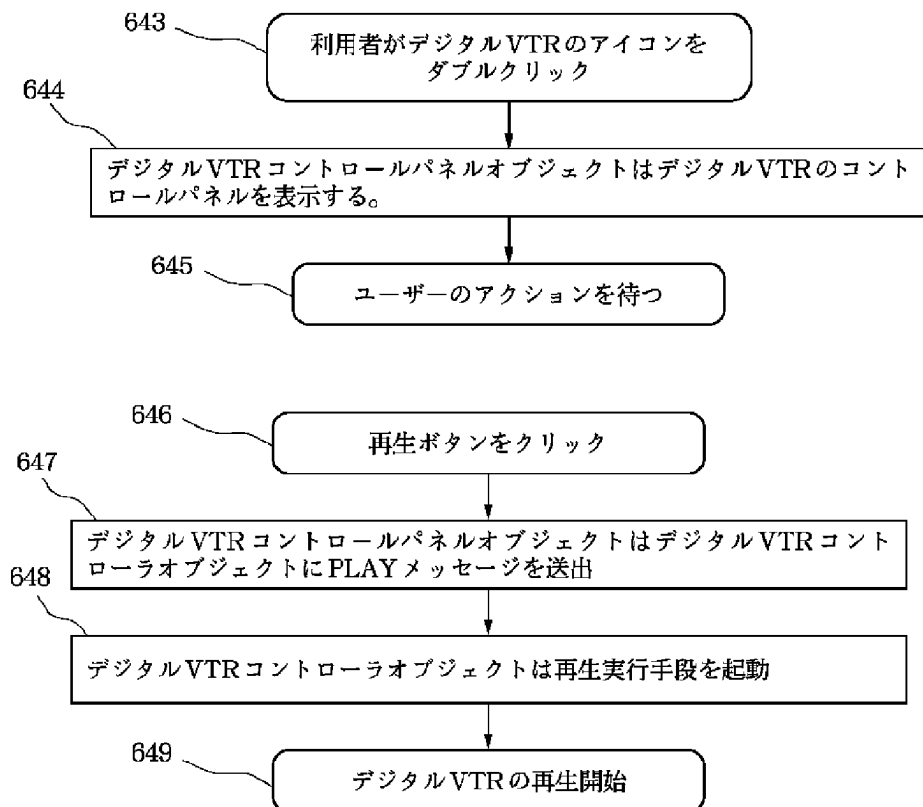 643
利用者がデジタルVTRのアイコンを
ダブルクリック
644
デジタルVTRコントロールパネルオブジェクトはデジタルVTRのコント
ロールパネルを表示する。
645
ユーザーのアクションを待つ
646
再生ボタンをクリック
647
デジタルVTRコントロールパネルオブジェクトはデジタルVTRコント
ローラオブジェクトにPLAYメッセージを送出
648
デジタルVTRコントローラオブジェクトは再生実行手段を起動
649
デジタルVTRの再生開始